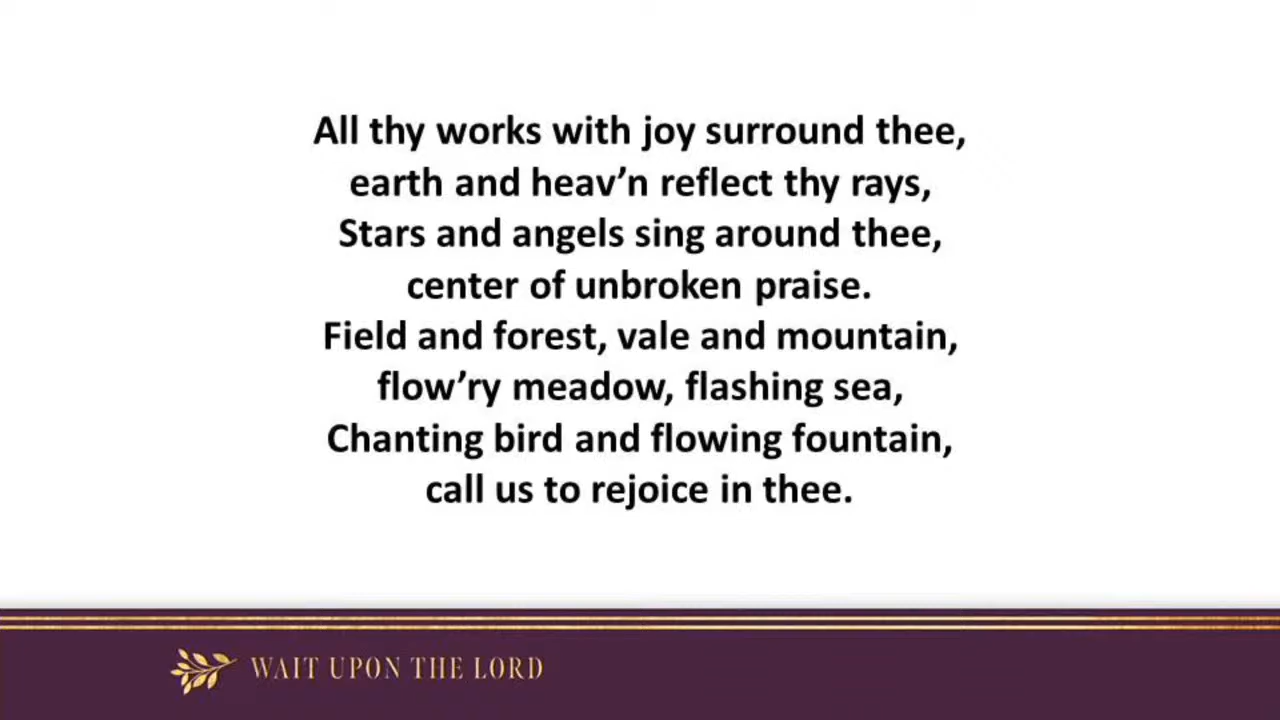 All thy works with joy surround thee,
earth and heav’n reflect thy rays,
Stars and angels sing around thee,
center of unbroken praise.
Field and forest, vale and mountain,
flow’ry meadow, flashing sea,
Chanting bird and flowing fountain,
call us to rejoice in thee.
WAIT UPON THE LORD